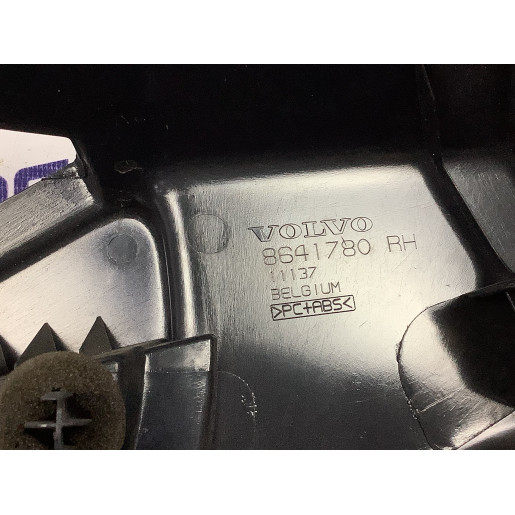 VOLVO
8641780 RH
11137
BELGIUM
>PC+ABS<